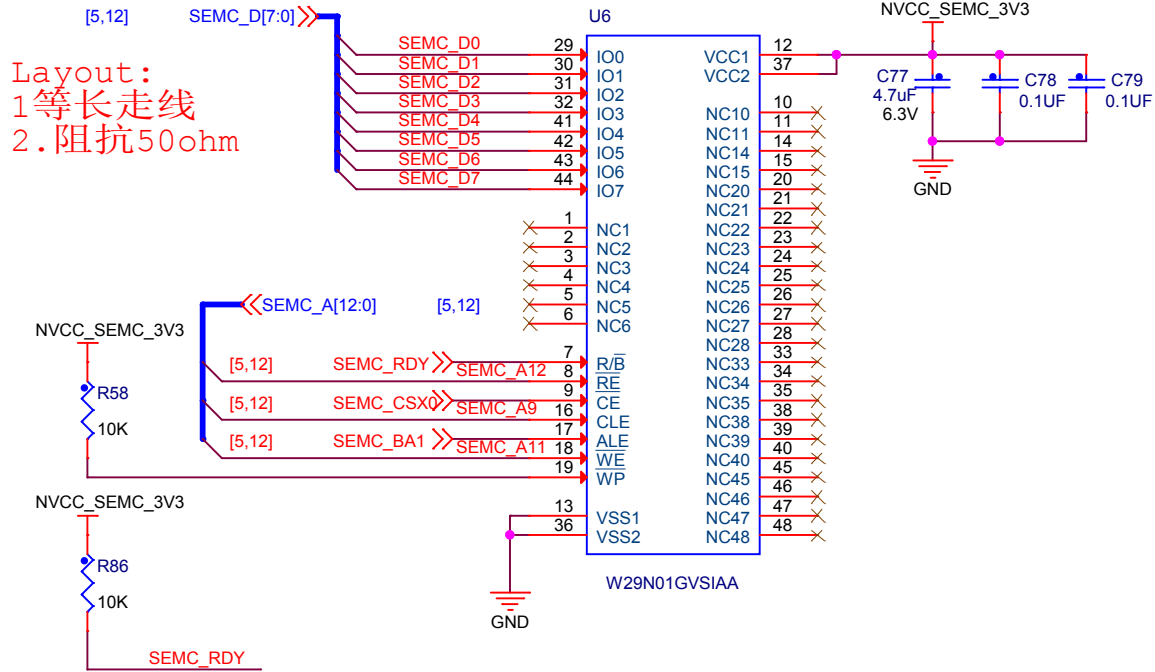 [5,12]
SEMC_D[7:0]
U6
NVCC_SEMC_3V3
Layout:
1等长走线
2.阻抗50ohm
SEMC_D0 29 IO0
SEMC_D1 30 IO1
SEMC_D2 31 IO2
SEMC_D3 32 IO3
SEMC_D4 41 IO4
SEMC_D5 42 IO5
SEMC_D6 43 IO6
SEMC_D7 44 IO7
VCC1 12
VCC2 37
C77
4.7uF
6.3V
C78
0.1UF
C79
0.1UF
GND
NC10 10
NC11 11
NC14 14
NC15 15
NC20 20
NC21 21
NC22 22
NC23 23
NC24 24
NC25 25
NC26 26
NC27 27
NC28 28
NC33 33
NC34 34
NC35 35
NC38 38
NC39 39
NC40 40
NC45 45
NC46 46
NC47 47
NC48 48
1 NC1
2 NC2
3 NC3
4 NC4
5 NC5
6 NC6
SEMC_A[12:0] [5,12]
NVCC_SEMC_3V3
R58
10K
[5,12] SEMC_RDY 7 R/B
SEMC_A12 8 RE
[5,12] SEMC_CSX0 9 CE
SEMC_A9 16 CLE
[5,12] SEMC_BA1 17 ALE
SEMC_A11 18 WE
19 WP
13 VSS1
36 VSS2
GND
W29N01GVSIAA
NVCC_SEMC_3V3
R86
10K
SEMC_RDY